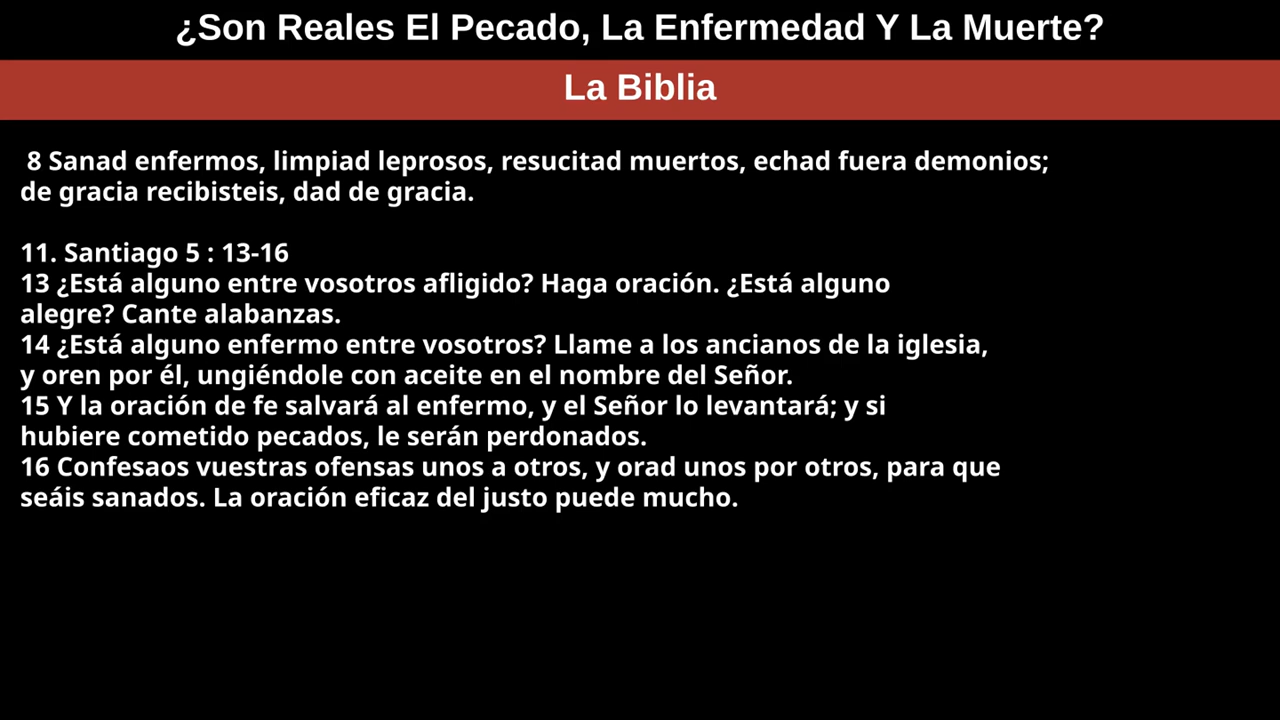 ¿Son Reales El Pecado, La Enfermedad Y La Muerte?
La Biblia
8 Sanad enfermos, limpiad leprosos, resucitad muertos, echad fuera demonios;
de gracia recibisteis, dad de gracia.
11. Santiago 5 : 13-16
13 ¿Está alguno entre vosotros afligido? Haga oración. ¿Está alguno
alegre? Cante alabanzas.
14 ¿Está alguno enfermo entre vosotros? Llame a los ancianos de la iglesia,
y oren por él, ungiéndole con aceite en el nombre del Señor.
15 Y la oración de fe salvará al enfermo, y el Señor lo levantará; y si
hubiere cometido pecados, le serán perdonados.
16 Confesaos vuestras ofensas unos a otros, y orad unos por otros, para que
seáis sanados. La oración eficaz del justo puede mucho.